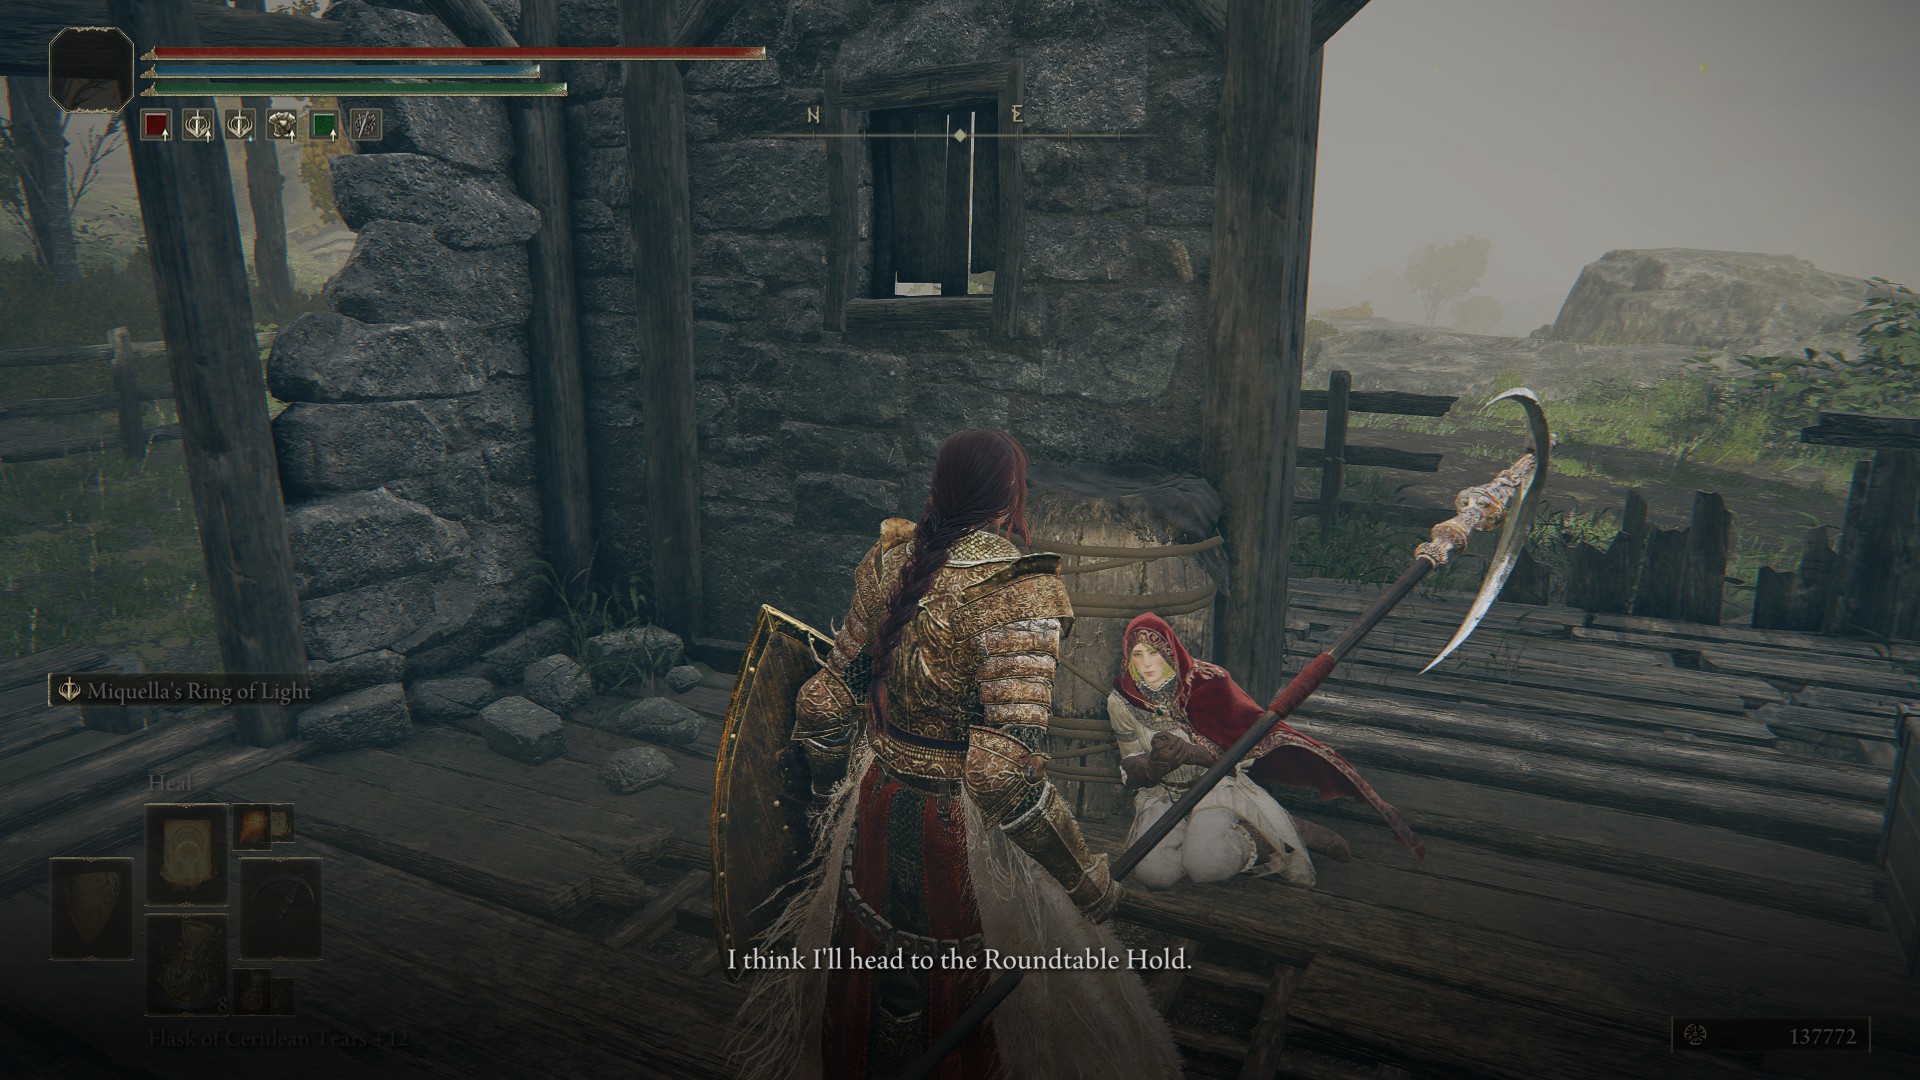 N
E
Miquella's Ring of Light
Heal
8
Flask of Cerulean Tears +12
I think I'll head to the Roundtable Hold.
137772